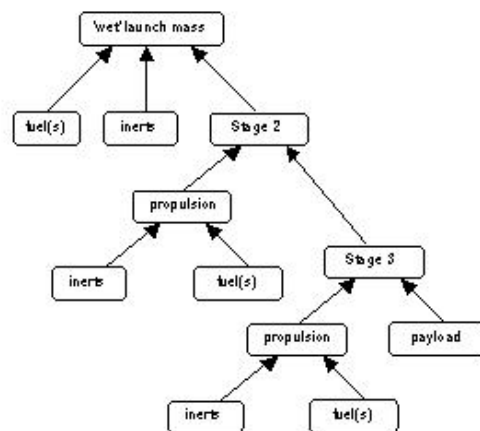 'wet' launch mass
fuel(s)
inerts
Stage 2
propulsion
inerts
fuel(s)
Stage 3
propulsion
payload
inerts
fuel(s)